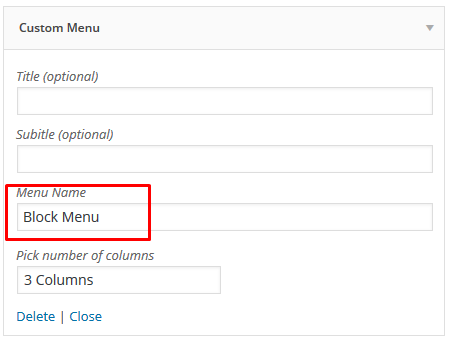 Custom Menu
Title (optional)
Subitle (optional)
Menu Name
Block Menu
Pick number of columns
3 Columns
Delete | Close